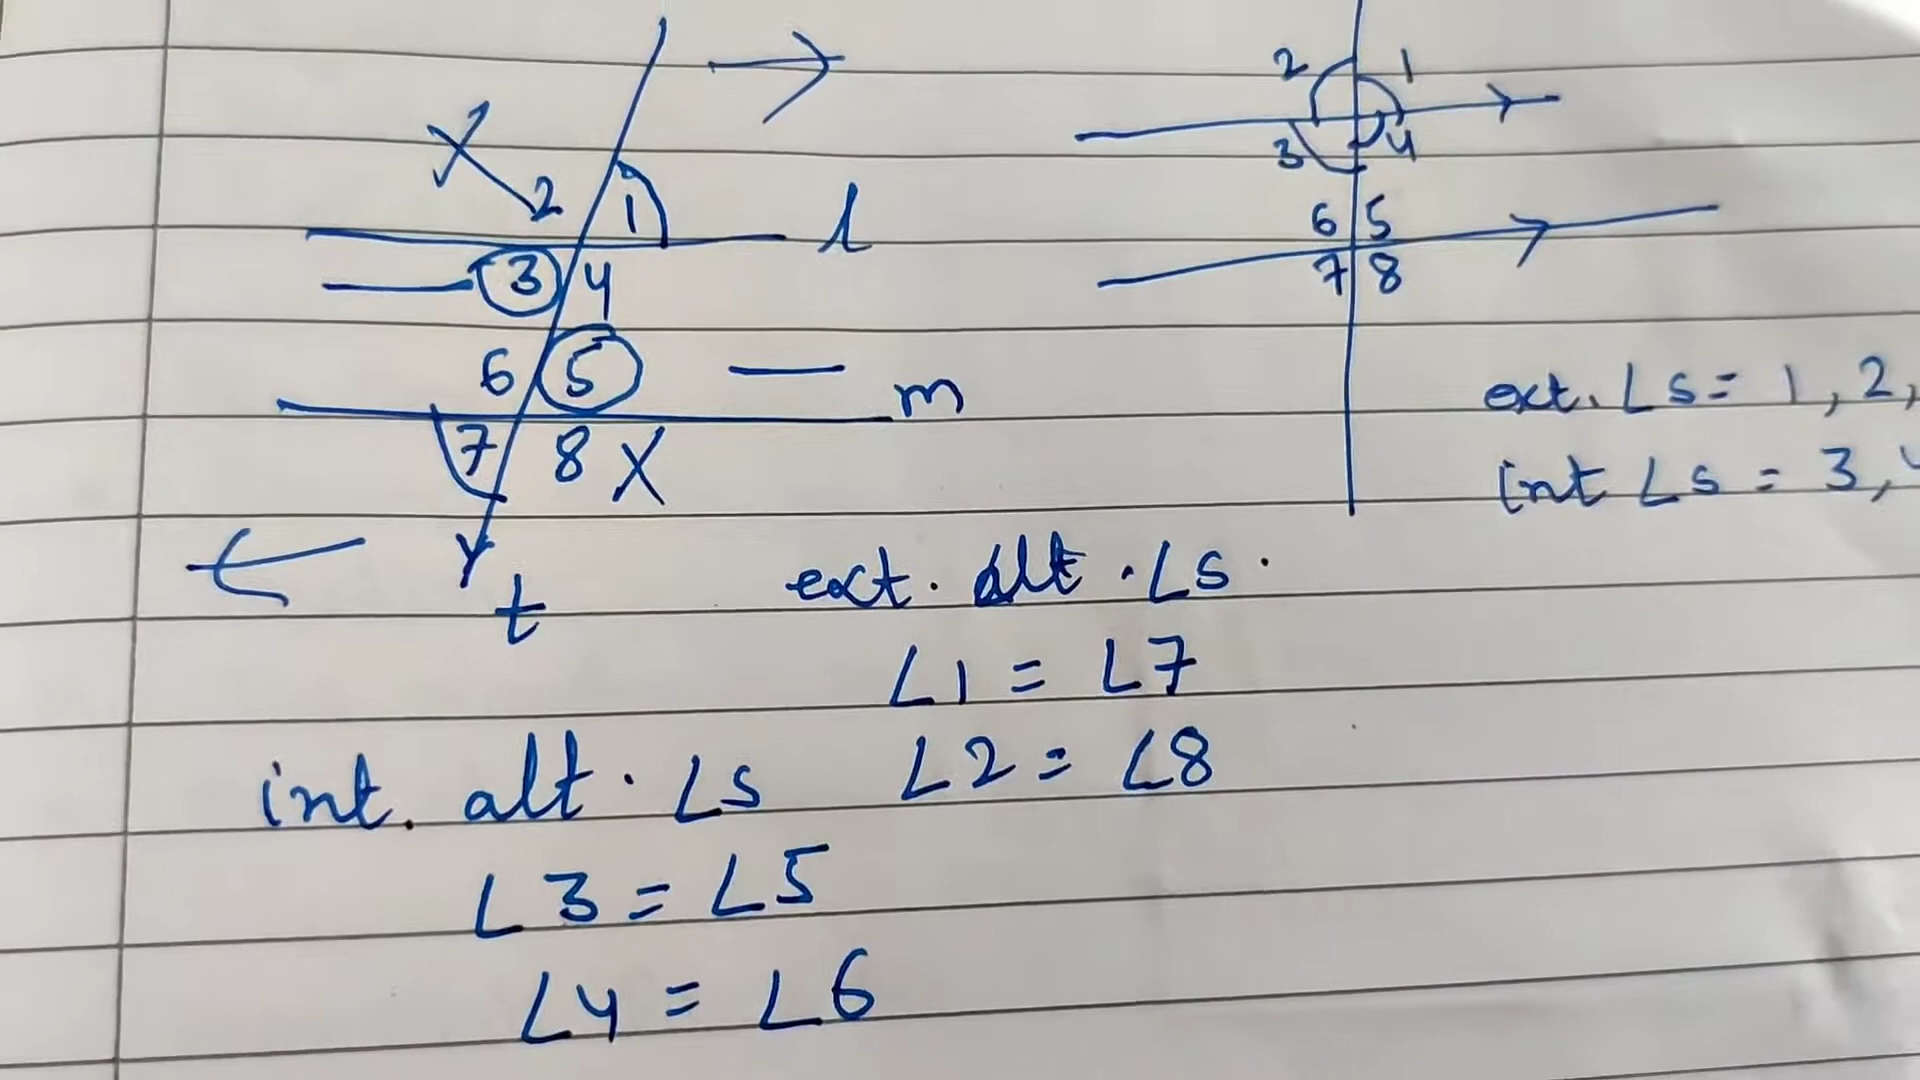 2 1 l
3 4
6 5 m
7 8 X
t
2 1
3 4
6 5
7 8
ext. ∠s = 1, 2,
int ∠s = 3,
ext. alt. ∠s.
∠1 = ∠7
∠2 = ∠8
int. alt. ∠s
∠3 = ∠5
∠4 = ∠6